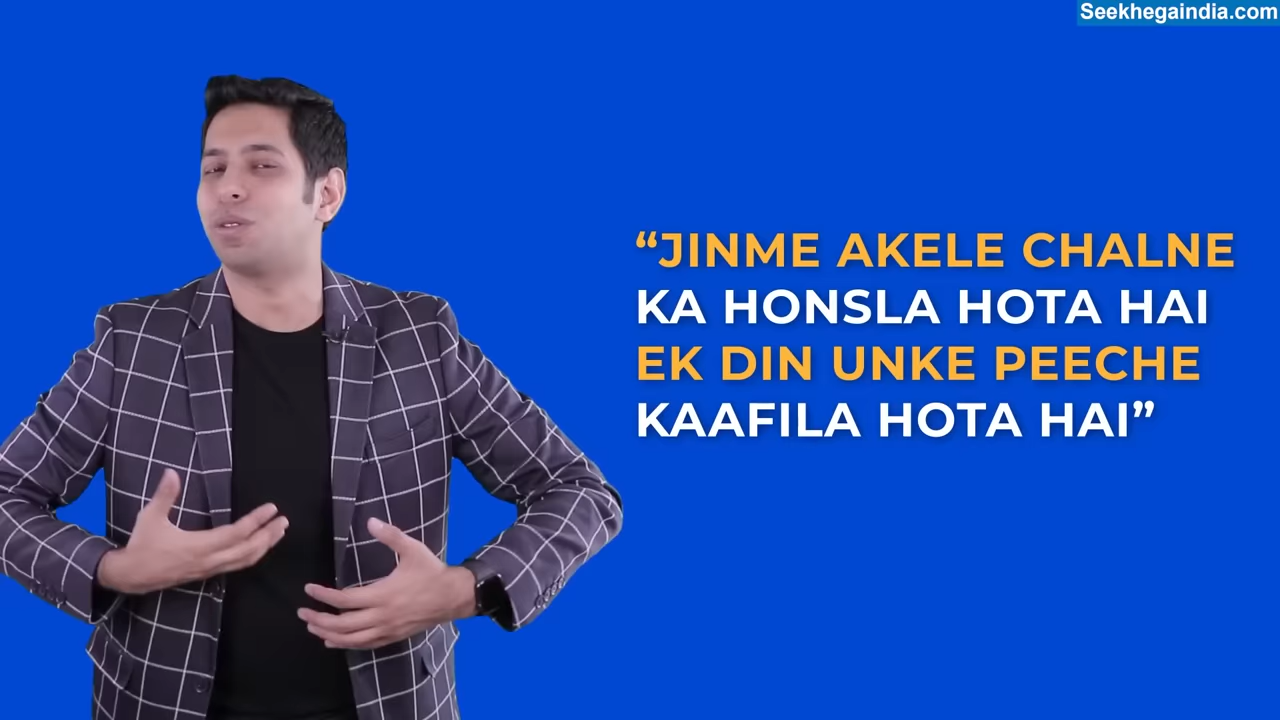 Seekhegaindia.com
“JINME AKELE CHALNE
KA HONSLA HOTA HAI
EK DIN UNKE PEECHE
KAAFILA HOTA HAI”